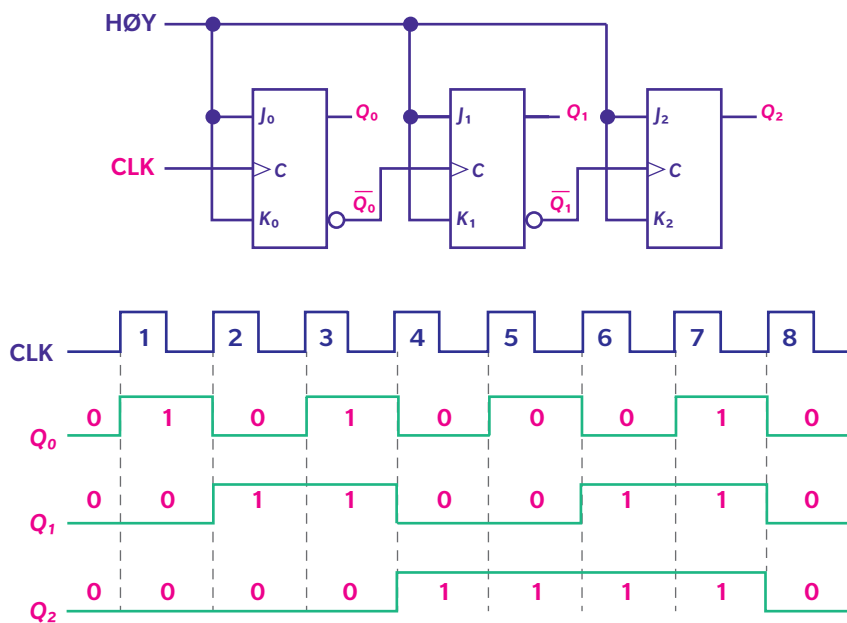 HØY
J₀ Q₀ J₁ Q₁ J₂ Q₂
CLK C C C
K₀ Q̅₀ K₁ Q̅₁ K₂
CLK 1 2 3 4 5 6 7 8
Q₀ 0 1 0 1 0 0 0 1 0
Q₁ 0 0 1 1 0 0 1 1 0
Q₂ 0 0 0 0 1 1 1 1 0